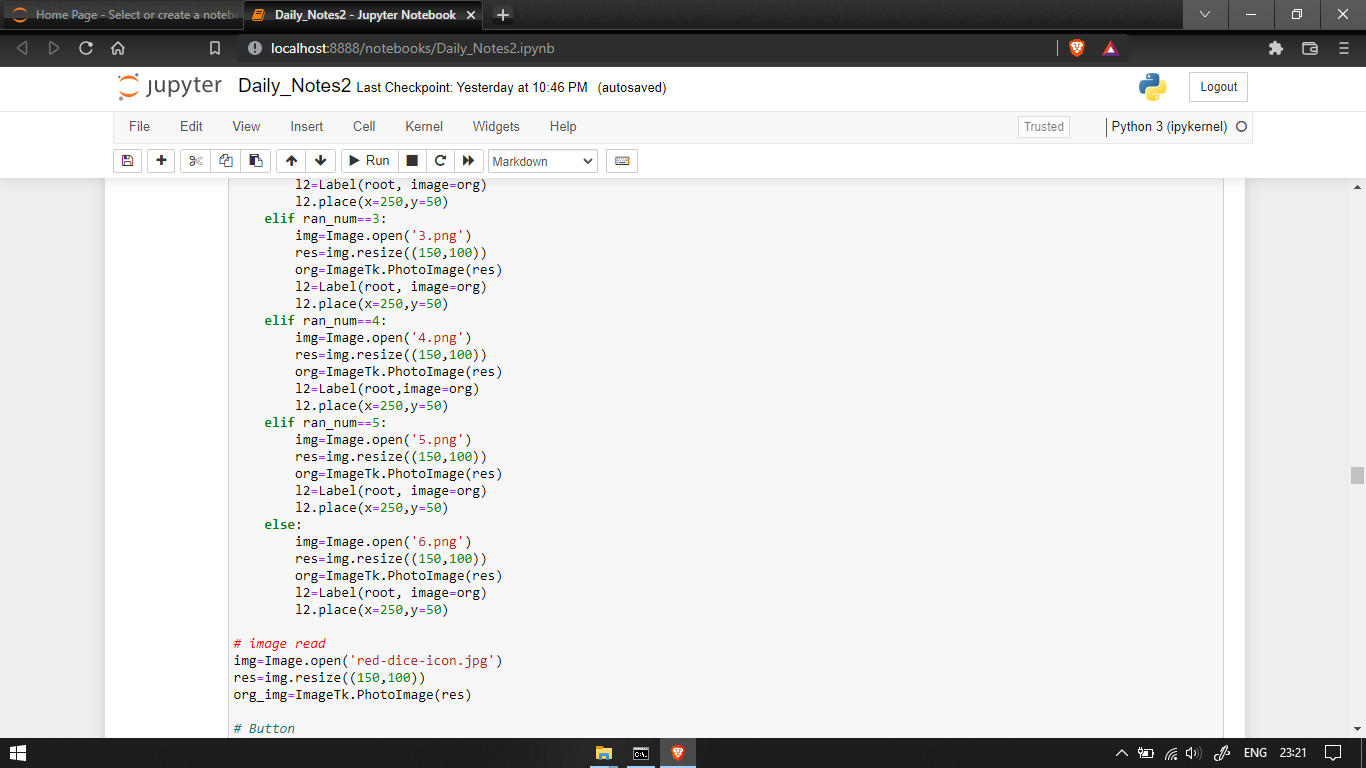 Home Page - Select or create a noteb
Daily_Notes2 - Jupyter Notebook
localhost:8888/notebooks/Daily_Notes2.ipynb
jupyter Daily_Notes2 Last Checkpoint: Yesterday at 10:46 PM (autosaved)
Logout
File Edit View Insert Cell Kernel Widgets Help
Trusted
Python 3 (ipykernel)
Run
Markdown
l2=Label(root, image=org)
l2.place(x=250,y=50)
elif ran_num==3:
img=Image.open('3.png')
res=img.resize((150,100))
org=ImageTk.PhotoImage(res)
l2=Label(root, image=org)
l2.place(x=250,y=50)
elif ran_num==4:
img=Image.open('4.png')
res=img.resize((150,100))
org=ImageTk.PhotoImage(res)
l2=Label(root,image=org)
l2.place(x=250,y=50)
elif ran_num==5:
img=Image.open('5.png')
res=img.resize((150,100))
org=ImageTk.PhotoImage(res)
l2=Label(root, image=org)
l2.place(x=250,y=50)
else:
img=Image.open('6.png')
res=img.resize((150,100))
org=ImageTk.PhotoImage(res)
l2=Label(root, image=org)
l2.place(x=250,y=50)
# image read
img=Image.open('red-dice-icon.jpg')
res=img.resize((150,100))
org_img=ImageTk.PhotoImage(res)
# Button
ENG 23:21